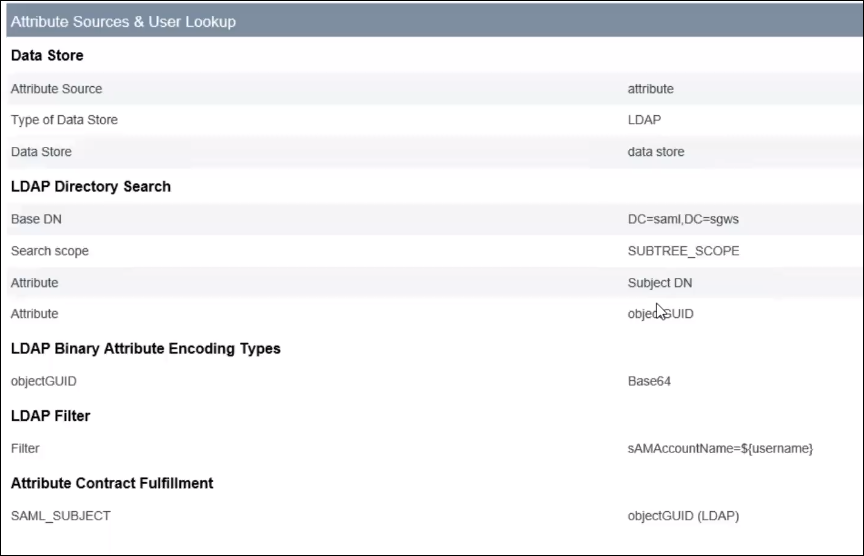 Attribute Sources & User Lookup
Data Store
Attribute Source attribute
Type of Data Store LDAP
Data Store data store
LDAP Directory Search
Base DN DC=saml,DC=sgws
Search scope SUBTREE_SCOPE
Attribute Subject DN
Attribute objectGUID
LDAP Binary Attribute Encoding Types
objectGUID Base64
LDAP Filter
Filter sAMAccountName=${username}
Attribute Contract Fulfillment
SAML_SUBJECT objectGUID (LDAP)